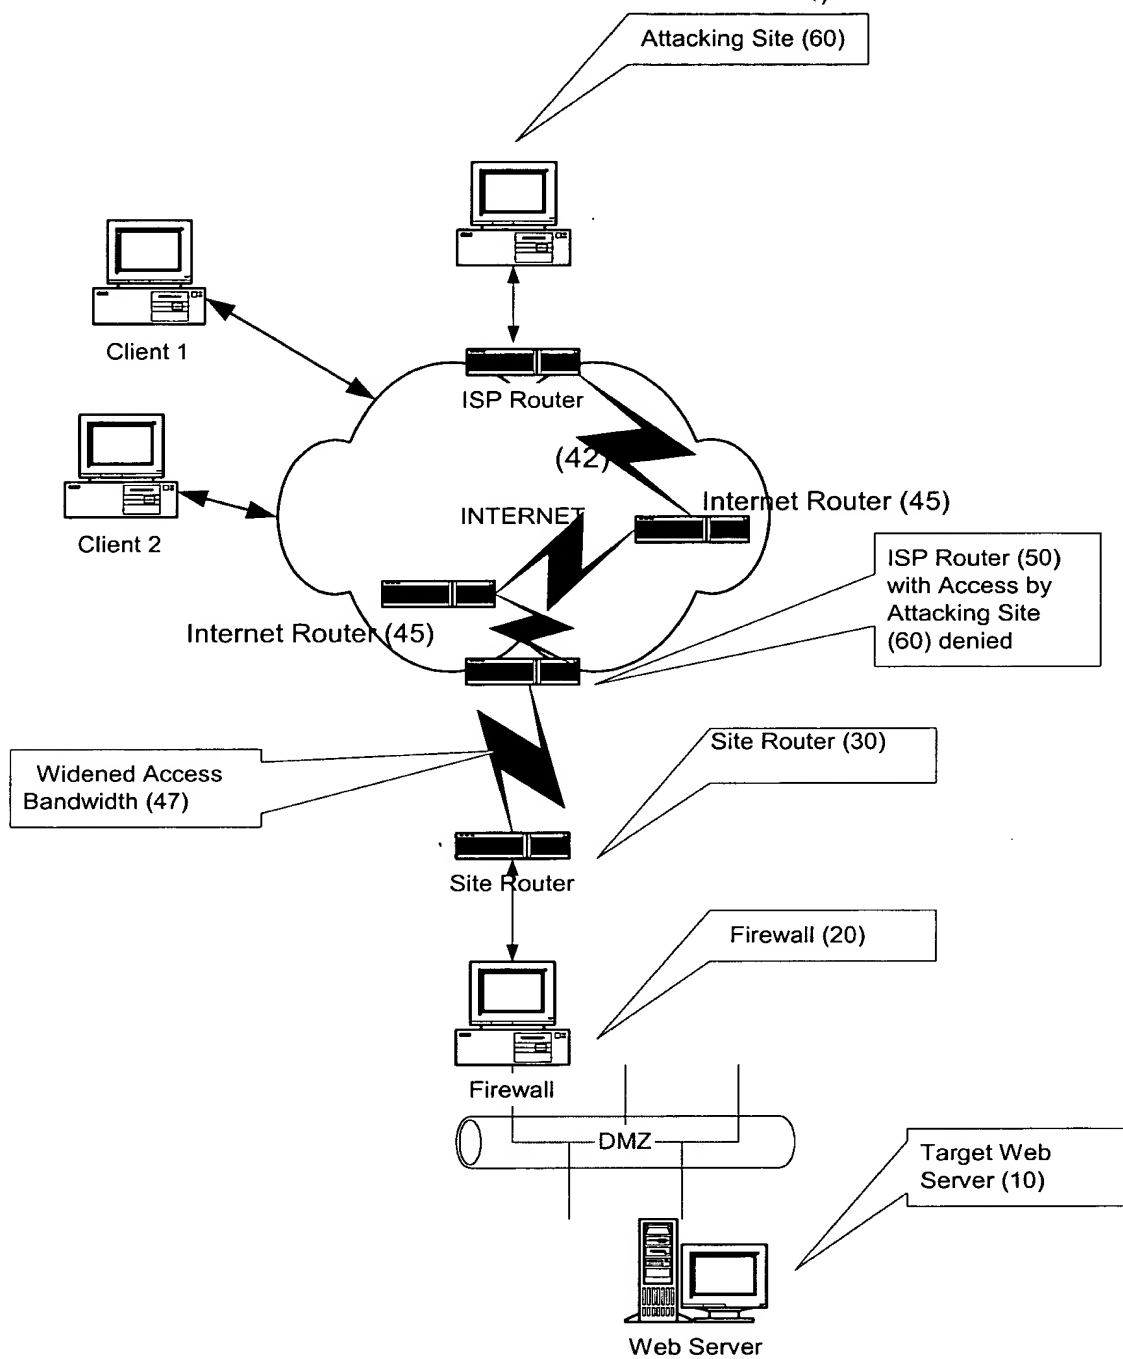 Attacking Site (60)
Client 1
ISP Router
(42)
Internet Router (45)
INTERNET
Client 2
ISP Router (50)
with Access by
Attacking Site
(60) denied
Internet Router (45)
Site Router (30)
Widened Access
Bandwidth (47)
Site Router
Firewall (20)
Firewall
DMZ
Target Web
Server (10)
Web Server